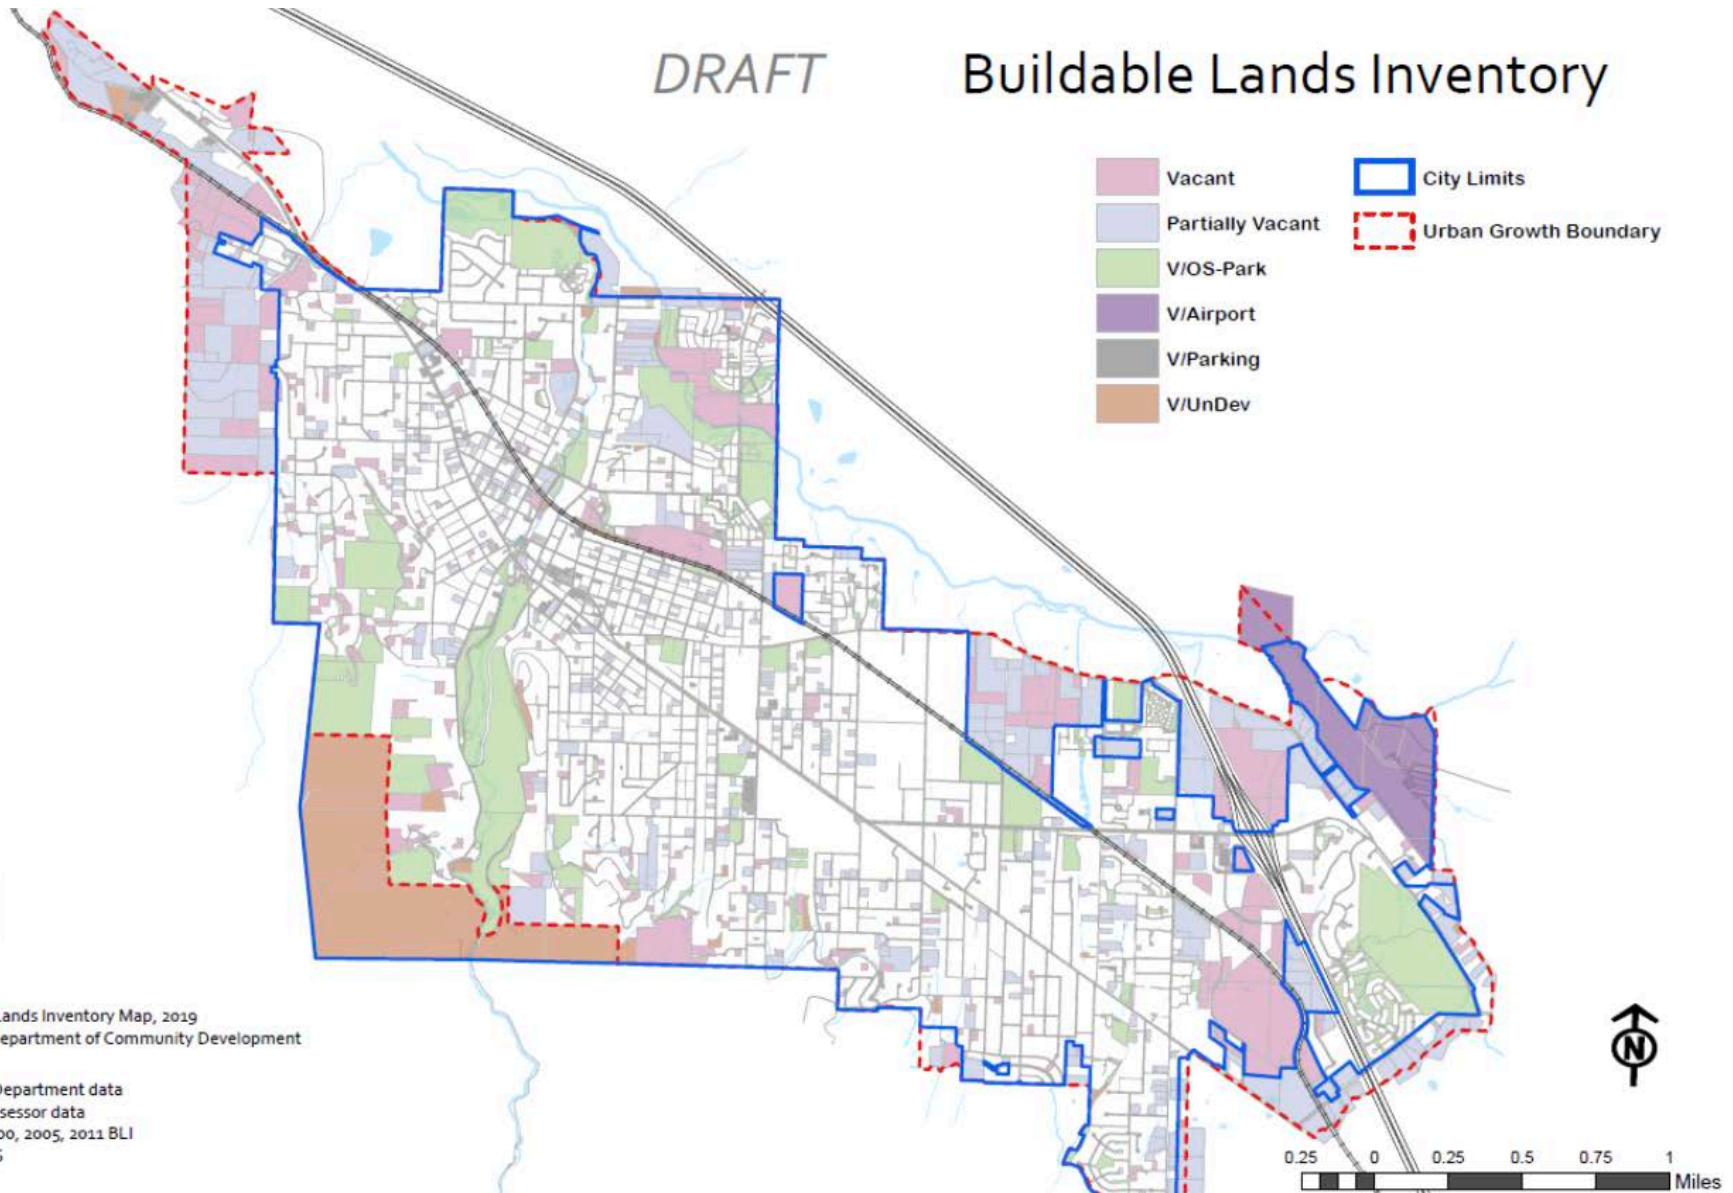 DRAFT
Buildable Lands Inventory
Vacant
Partially Vacant
V/OS-Park
V/Airport
V/Parking
V/UnDev
City Limits
Urban Growth Boundary
ands Inventory Map, 2019
epartment of Community Development
Department data
sessor data
00, 2005, 2011 BLI
N
0.25 0 0.25 0.5 0.75 1
Miles